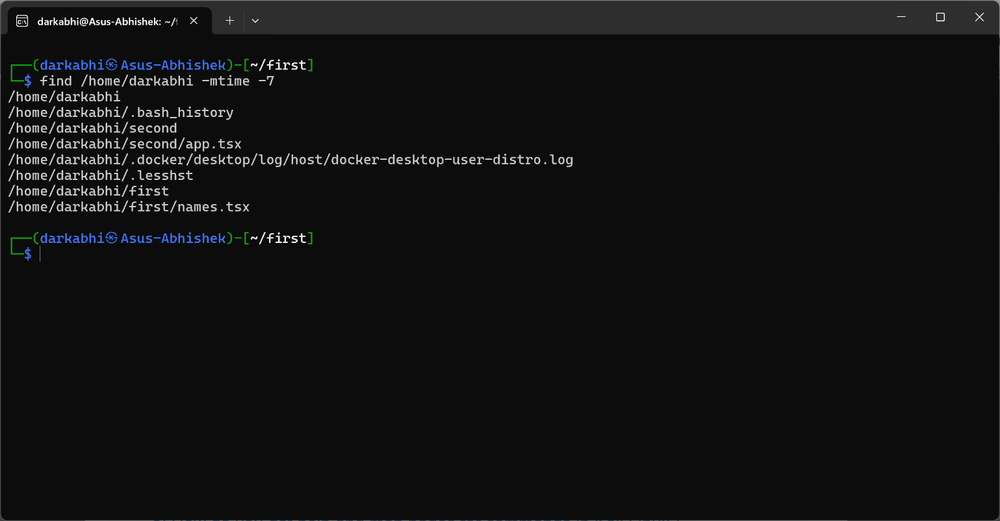 darkabhi@Asus-Abhishek: ~/f
┌──(darkabhi㉿Asus-Abhishek)-[~/first]
└─$ find /home/darkabhi -mtime -7
/home/darkabhi
/home/darkabhi/.bash_history
/home/darkabhi/second
/home/darkabhi/second/app.tsx
/home/darkabhi/.docker/desktop/log/host/docker-desktop-user-distro.log
/home/darkabhi/.lesshst
/home/darkabhi/first
/home/darkabhi/first/names.tsx
┌──(darkabhi㉿Asus-Abhishek)-[~/first]
└─$